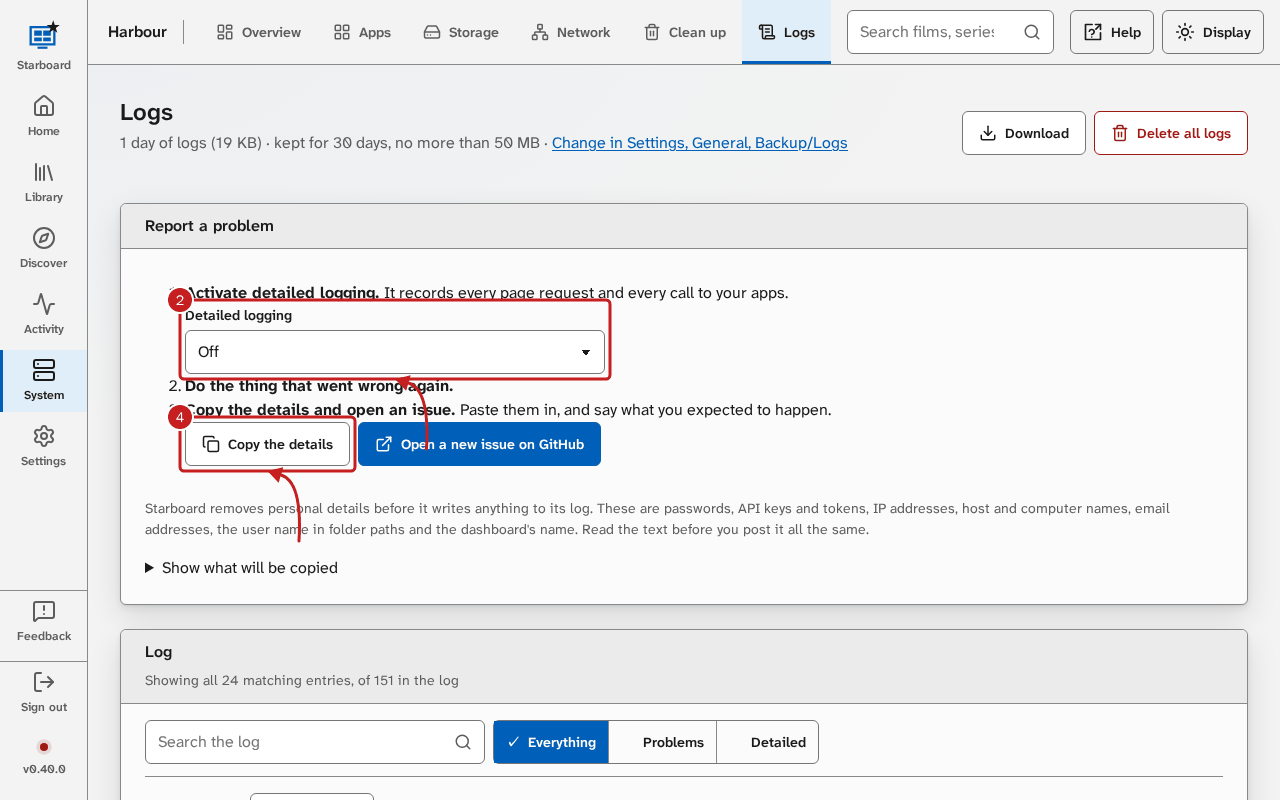 Starboard
Home
Library
Discover
Activity
System
Settings
Feedback
Sign out
v0.40.0
Harbour
Overview
Apps
Storage
Network
Clean up
Logs
Search films, series
Help
Display
Logs
1 day of logs (19 KB) · kept for 30 days, no more than 50 MB · Change in Settings, General, Backup/Logs
Download
Delete all logs
Report a problem
Activate detailed logging. It records every page request and every call to your apps.
2
Detailed logging
Off
2. Do the thing that went wrong again.
Copy the details and open an issue. Paste them in, and say what you expected to happen.
4
Copy the details
Open a new issue on GitHub
Starboard removes personal details before it writes anything to its log. These are passwords, API keys and tokens, IP addresses, host and computer names, email
addresses, the user name in folder paths and the dashboard's name. Read the text before you post it all the same.
Show what will be copied
Log
Showing all 24 matching entries, of 151 in the log
Search the log
✓ Everything
Problems
Detailed